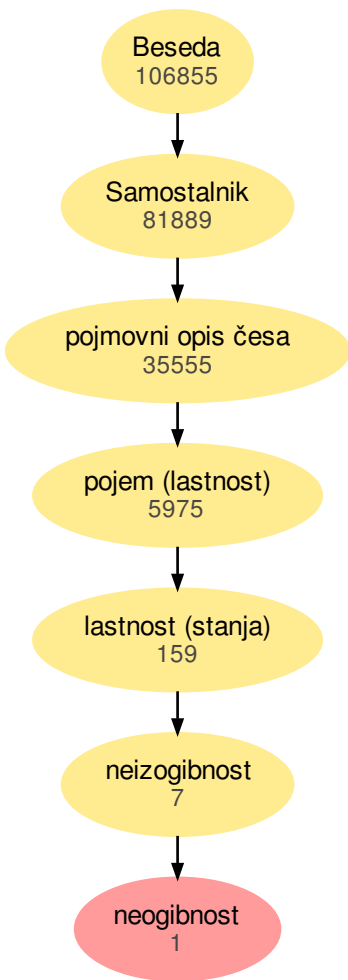 Beseda
106855
Samostalnik
81889
pojmovni opis česa
35555
pojem (lastnost)
5975
lastnost (stanja)
159
neizogibnost
7
neogibnost
1